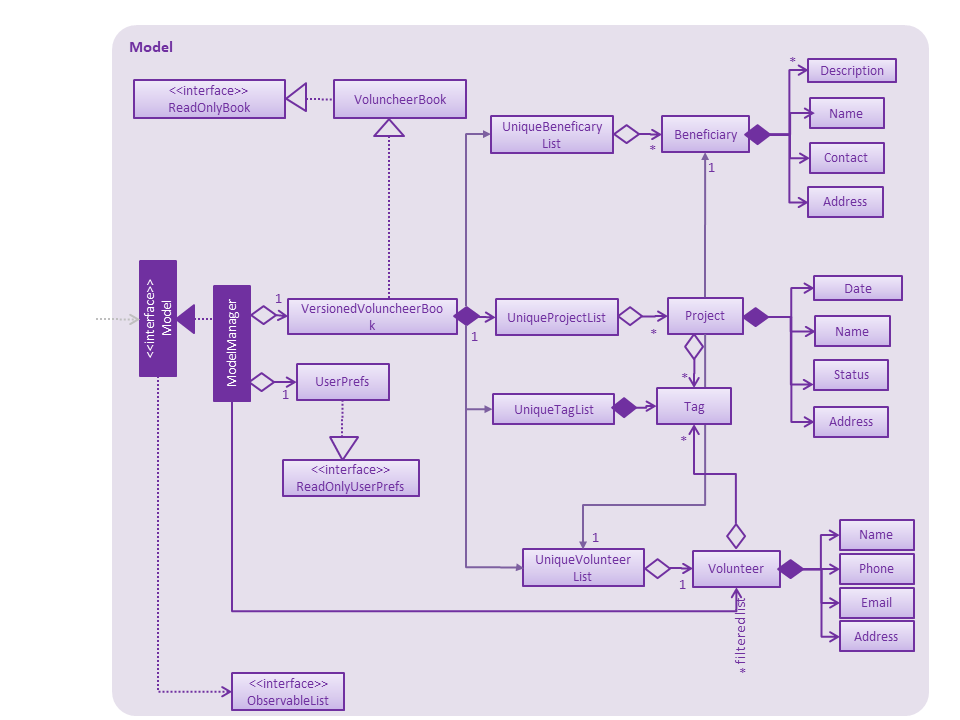 Model
<<interface>>
ReadOnlyBook
VoluncheerBook
UniqueBeneficary
List
*
Beneficiary
1
*
Description
Name
Contact
Address
<<interface>>
Model
ModelManager
1
VersionedVoluncheerBoo
k
1
UniqueProjectList
*
Project
Date
Name
Status
Address
1
UserPrefs
<<interface>>
ReadOnlyUserPrefs
UniqueTagList
*
Tag
*
1
UniqueVolunteer
List
1
Volunteer
* filtered list
Name
Phone
Email
Address
<<interface>>
ObservableList